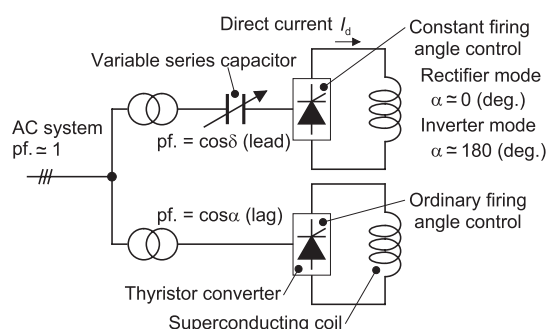 Direct current Id
Constant firing
angle control
Variable series capacitor
Rectifier mode
α ≃ 0 (deg.)
Inverter mode
α ≃ 180 (deg.)
AC system
pf. ≃ 1
pf. = cosδ (lead)
pf. = cosα (lag)
Ordinary firing
angle control
Thyristor converter
Superconducting coil